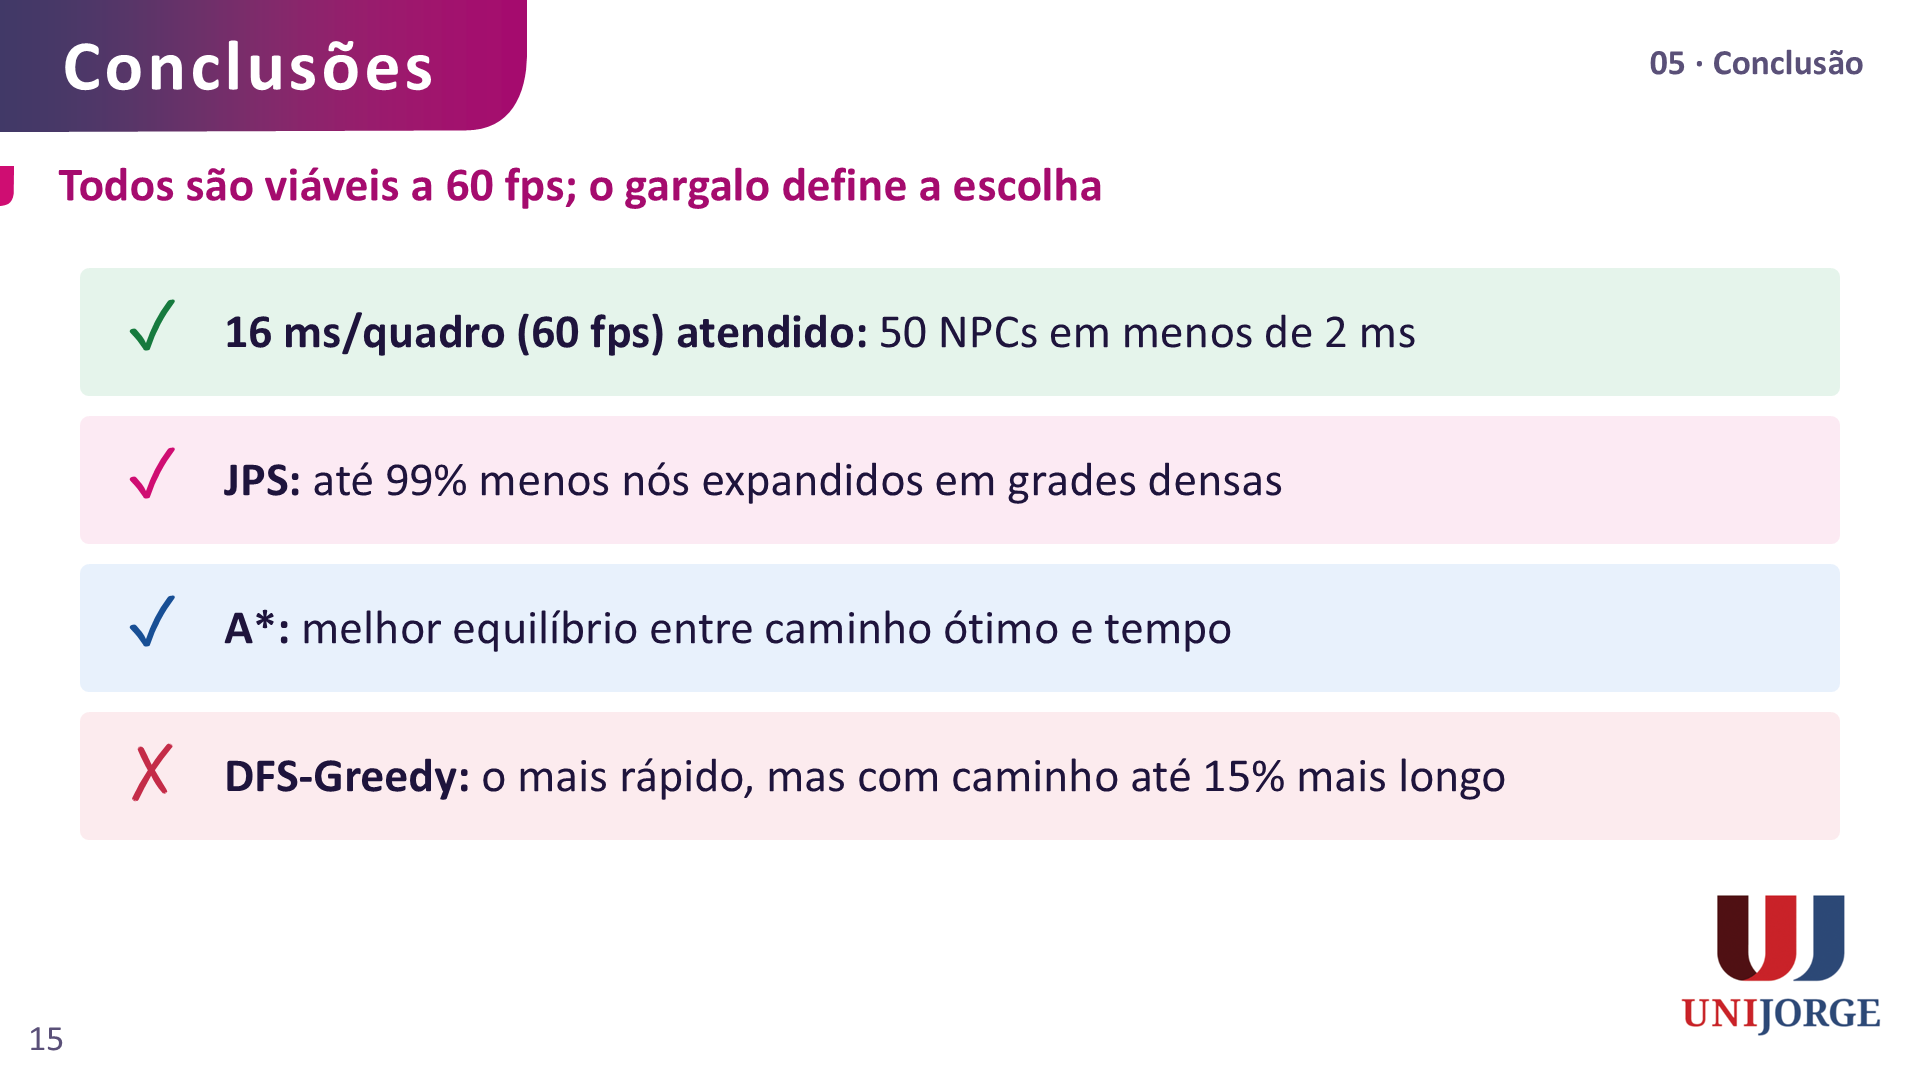 Conclusões
05 · Conclusão
Todos são viáveis a 60 fps; o gargalo define a escolha
✓ 16 ms/quadro (60 fps) atendido: 50 NPCs em menos de 2 ms
✓ JPS: até 99% menos nós expandidos em grades densas
✓ A*: melhor equilíbrio entre caminho ótimo e tempo
✗ DFS-Greedy: o mais rápido, mas com caminho até 15% mais longo
UNIJORGE
15